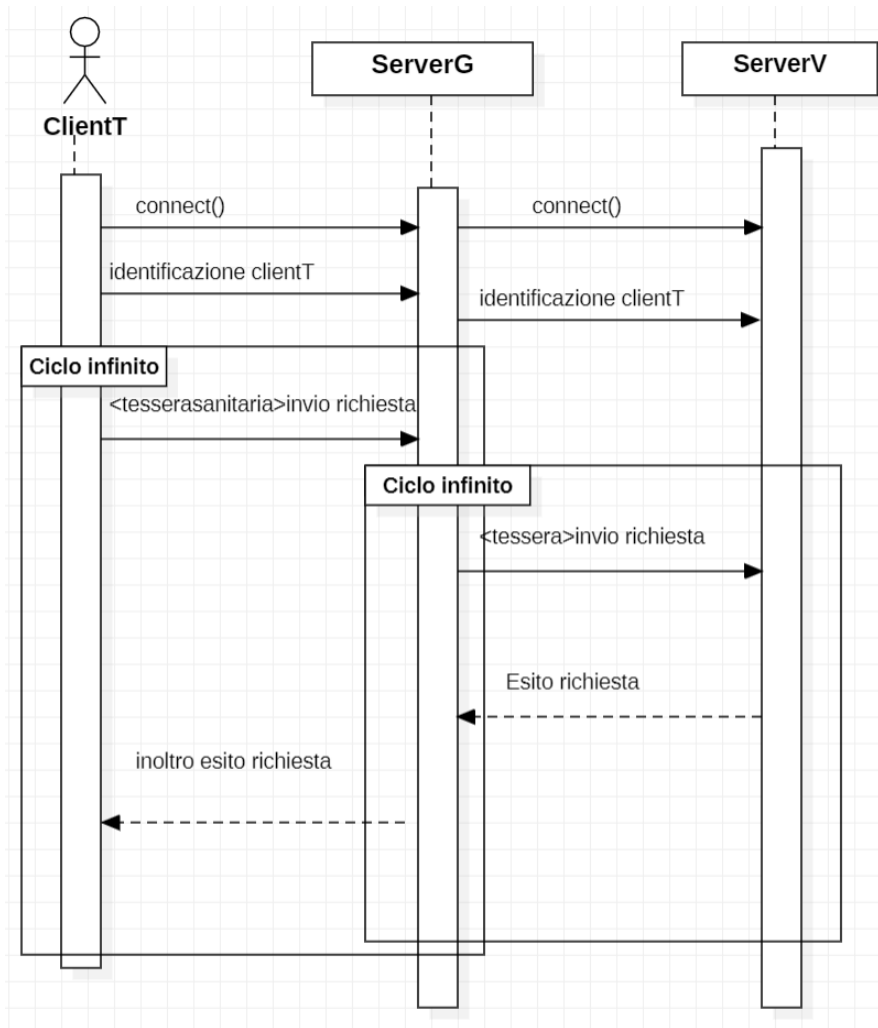 ClientT
ServerG
ServerV
connect()
connect()
identificazione clientT
identificazione clientT
Ciclo infinito
<tesserasanitaria>invio richiesta
Ciclo infinito
<tessera>invio richiesta
Esito richiesta
inoltro esito richiesta